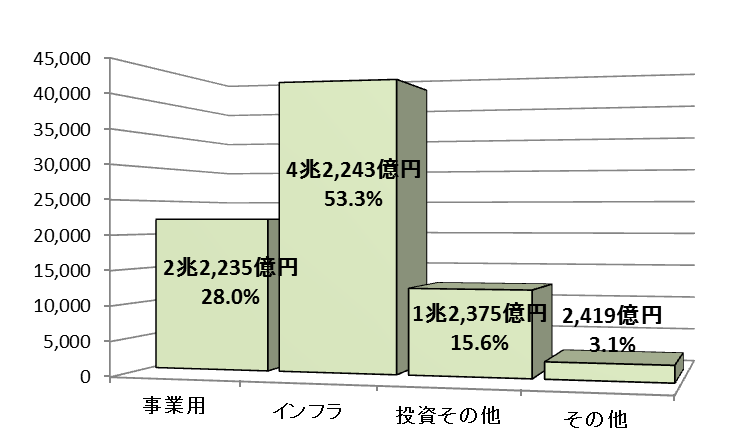 45,000
40,000
35,000
30,000
25,000
20,000
15,000
10,000
5,000
0
2兆2,235億円
28.0%
4兆2,243億円
53.3%
1兆2,375億円
15.6%
2,419億円
3.1%
事業用
インフラ
投資その他
その他